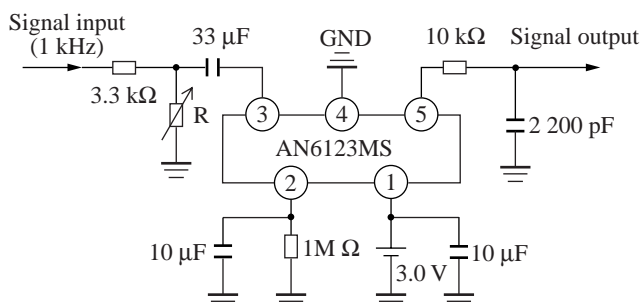 Signal input
(1 kHz)
33 μF
GND
10 kΩ
Signal output
3.3 kΩ
R
3
4
5
2 200 pF
AN6123MS
2
1
10 μF
1M Ω
3.0 V
10 μF